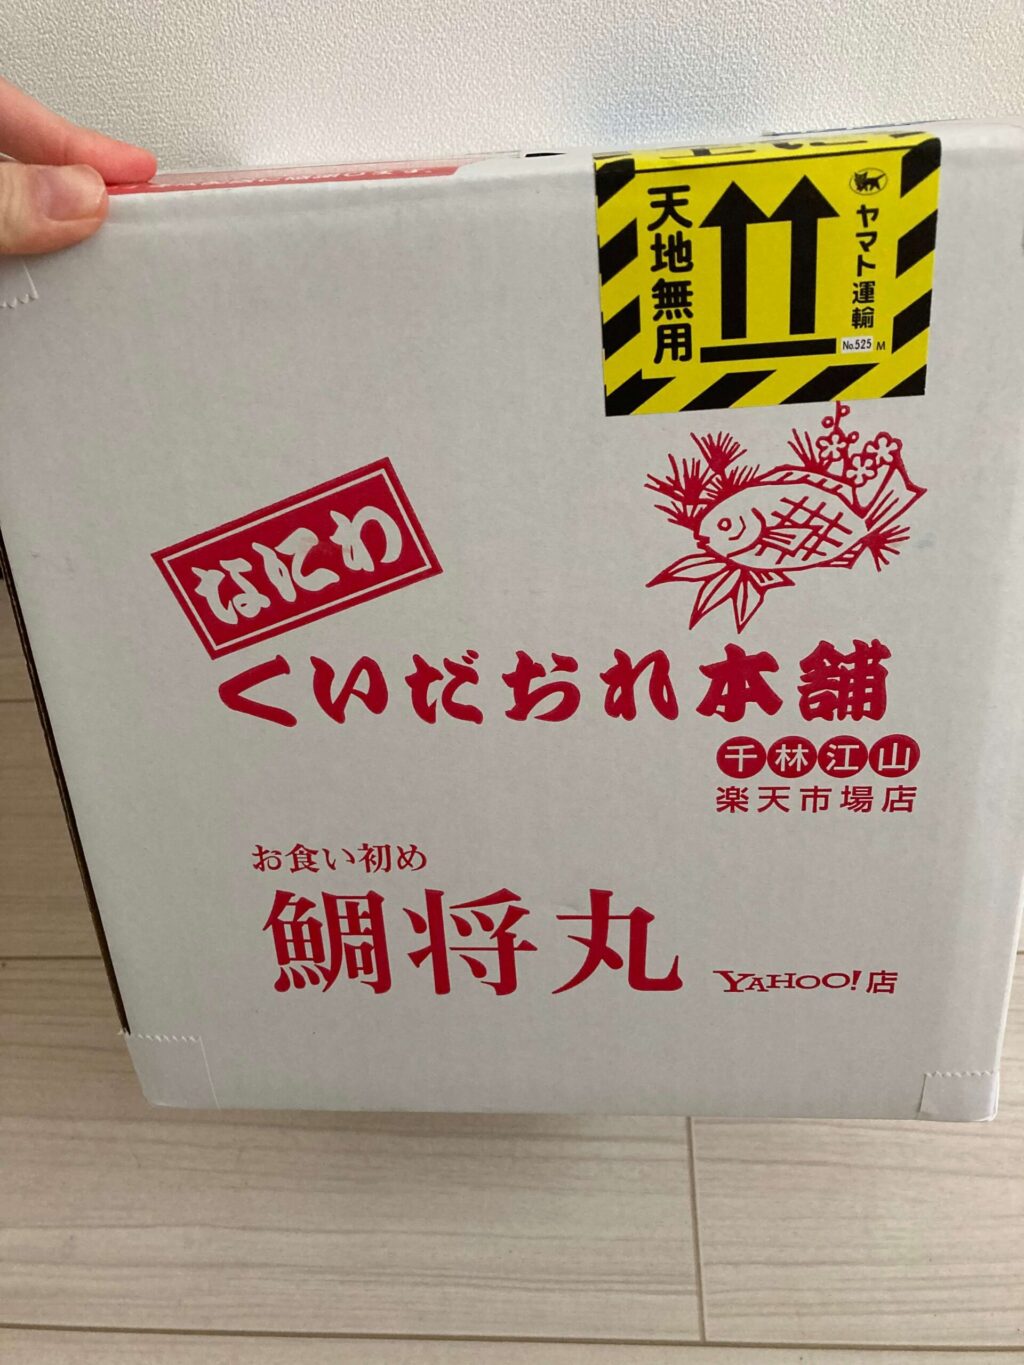 天地無用
ヤマト運輸
No.525 M
なにわ
くいだおれ本舗
千林江山
楽天市場店
お食い初め
鯛将丸
YAHOO!店